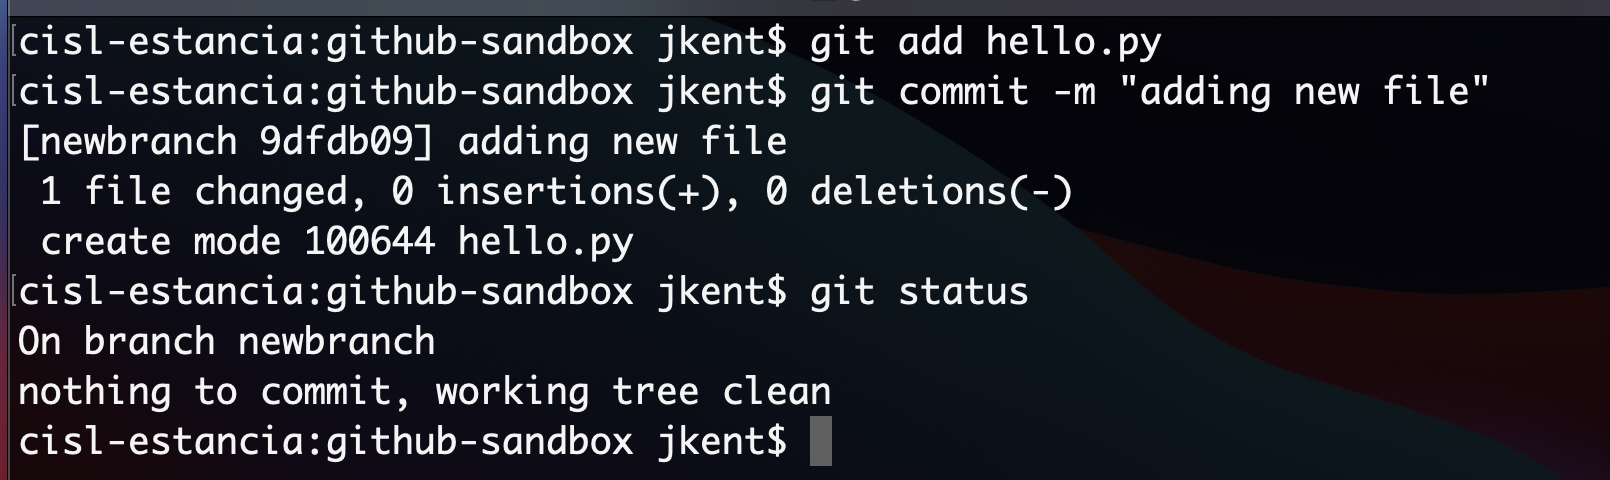 [cisl-estancia:github-sandbox jkent$ git add hello.py
[cisl-estancia:github-sandbox jkent$ git commit -m "adding new file"
[newbranch 9dfdb09] adding new file
 1 file changed, 0 insertions(+), 0 deletions(-)
 create mode 100644 hello.py
[cisl-estancia:github-sandbox jkent$ git status
On branch newbranch
nothing to commit, working tree clean
cisl-estancia:github-sandbox jkent$